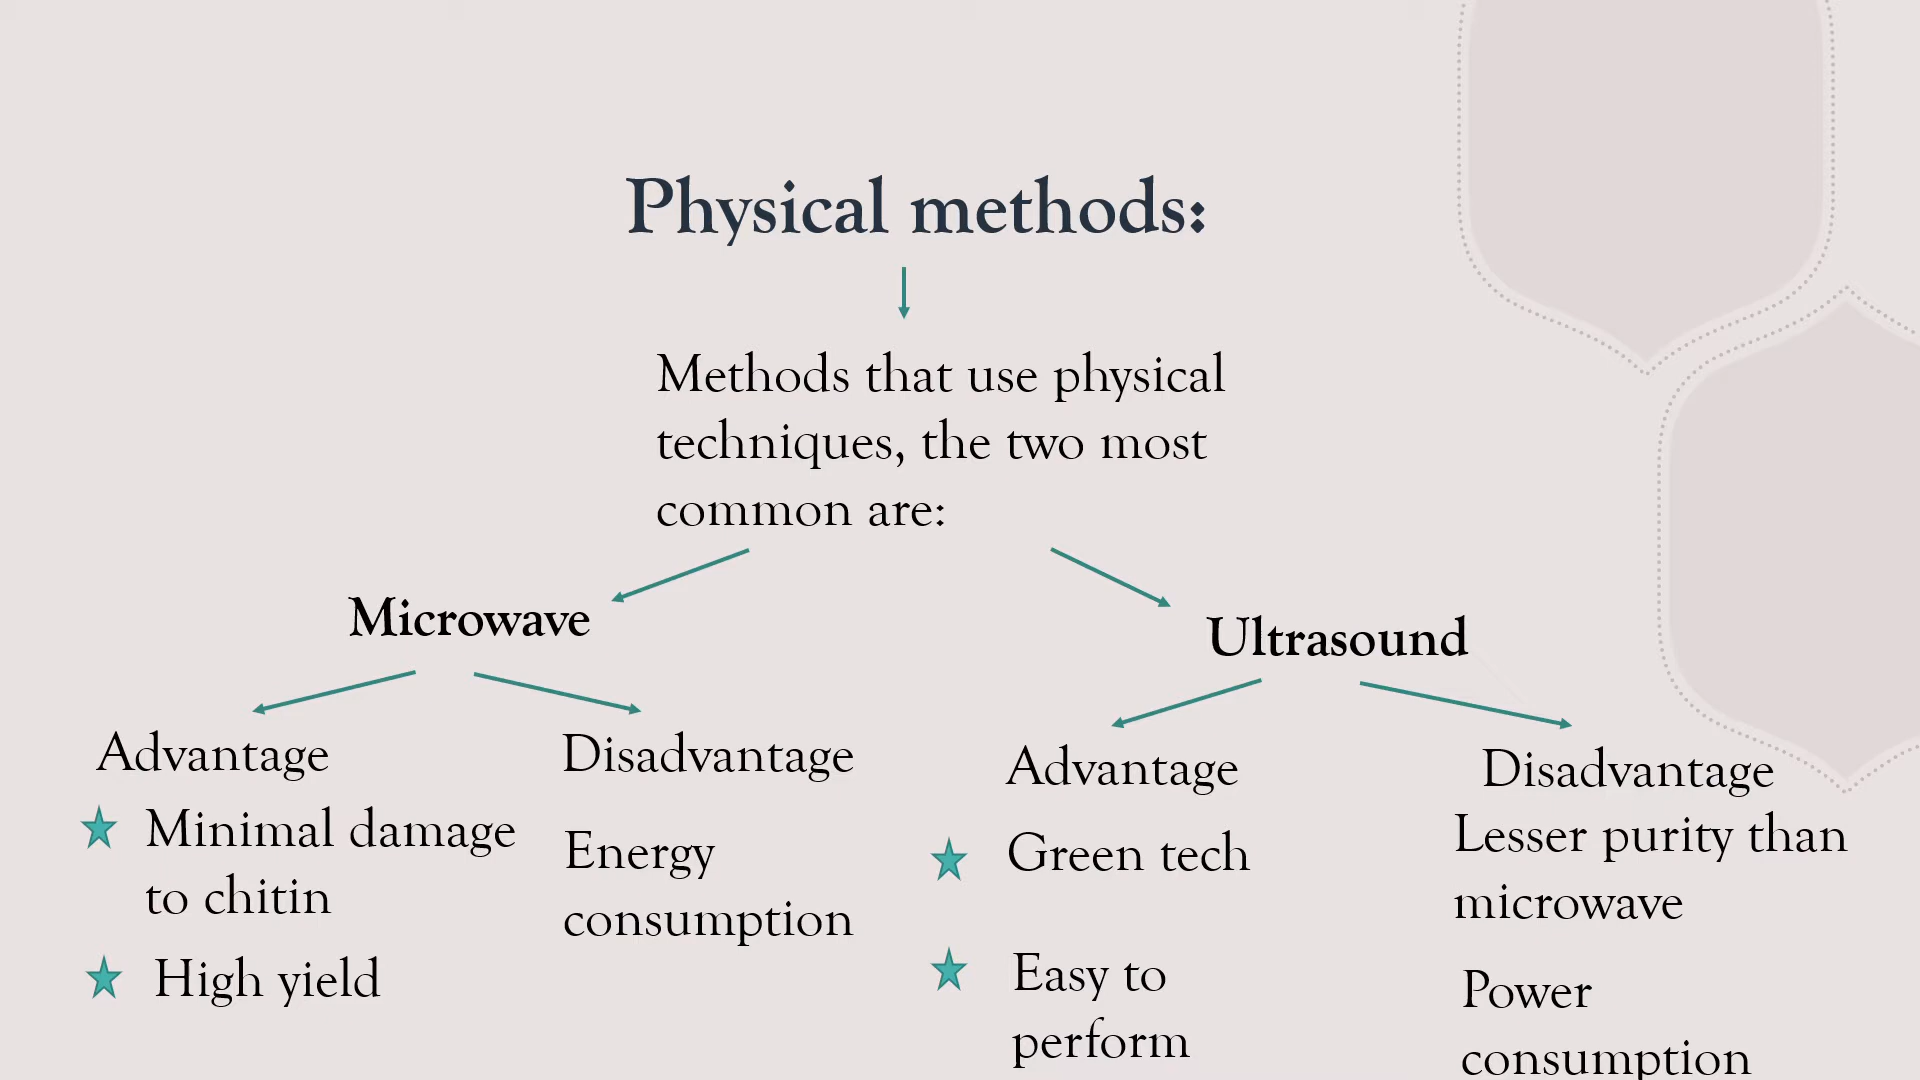 Physical methods:
Methods that use physical
techniques, the two most
common are:
Microwave
Advantage
Minimal damage
to chitin
High yield
Disadvantage
Energy
consumption
Ultrasound
Advantage
Green tech
Easy to
perform
Disadvantage
Lesser purity than
microwave
Power
consumption